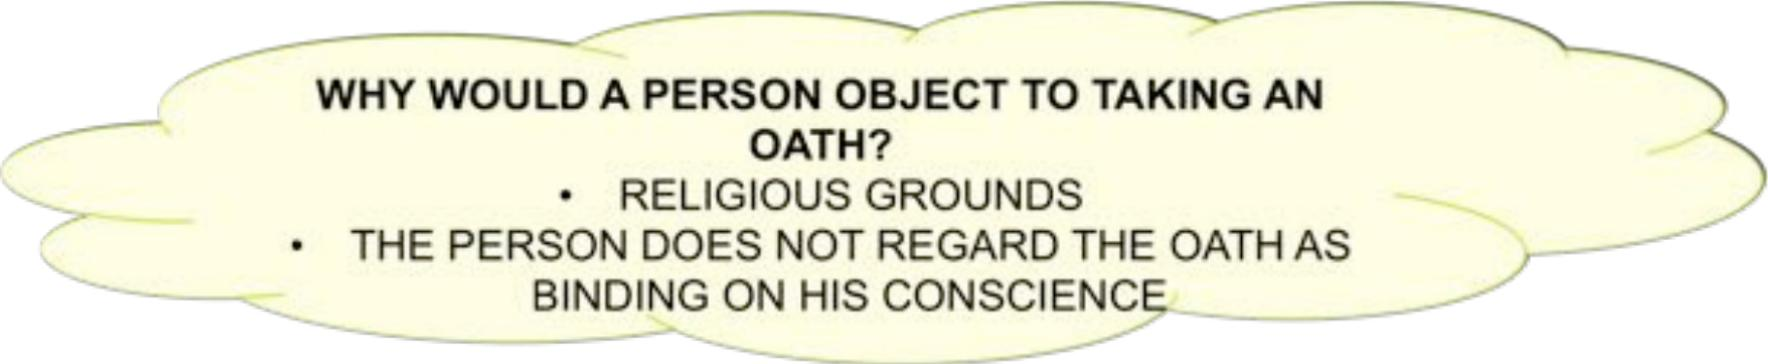 WHY WOULD A PERSON OBJECT TO TAKING AN
OATH?
• RELIGIOUS GROUNDS
• THE PERSON DOES NOT REGARD THE OATH AS
BINDING ON HIS CONSCIENCE